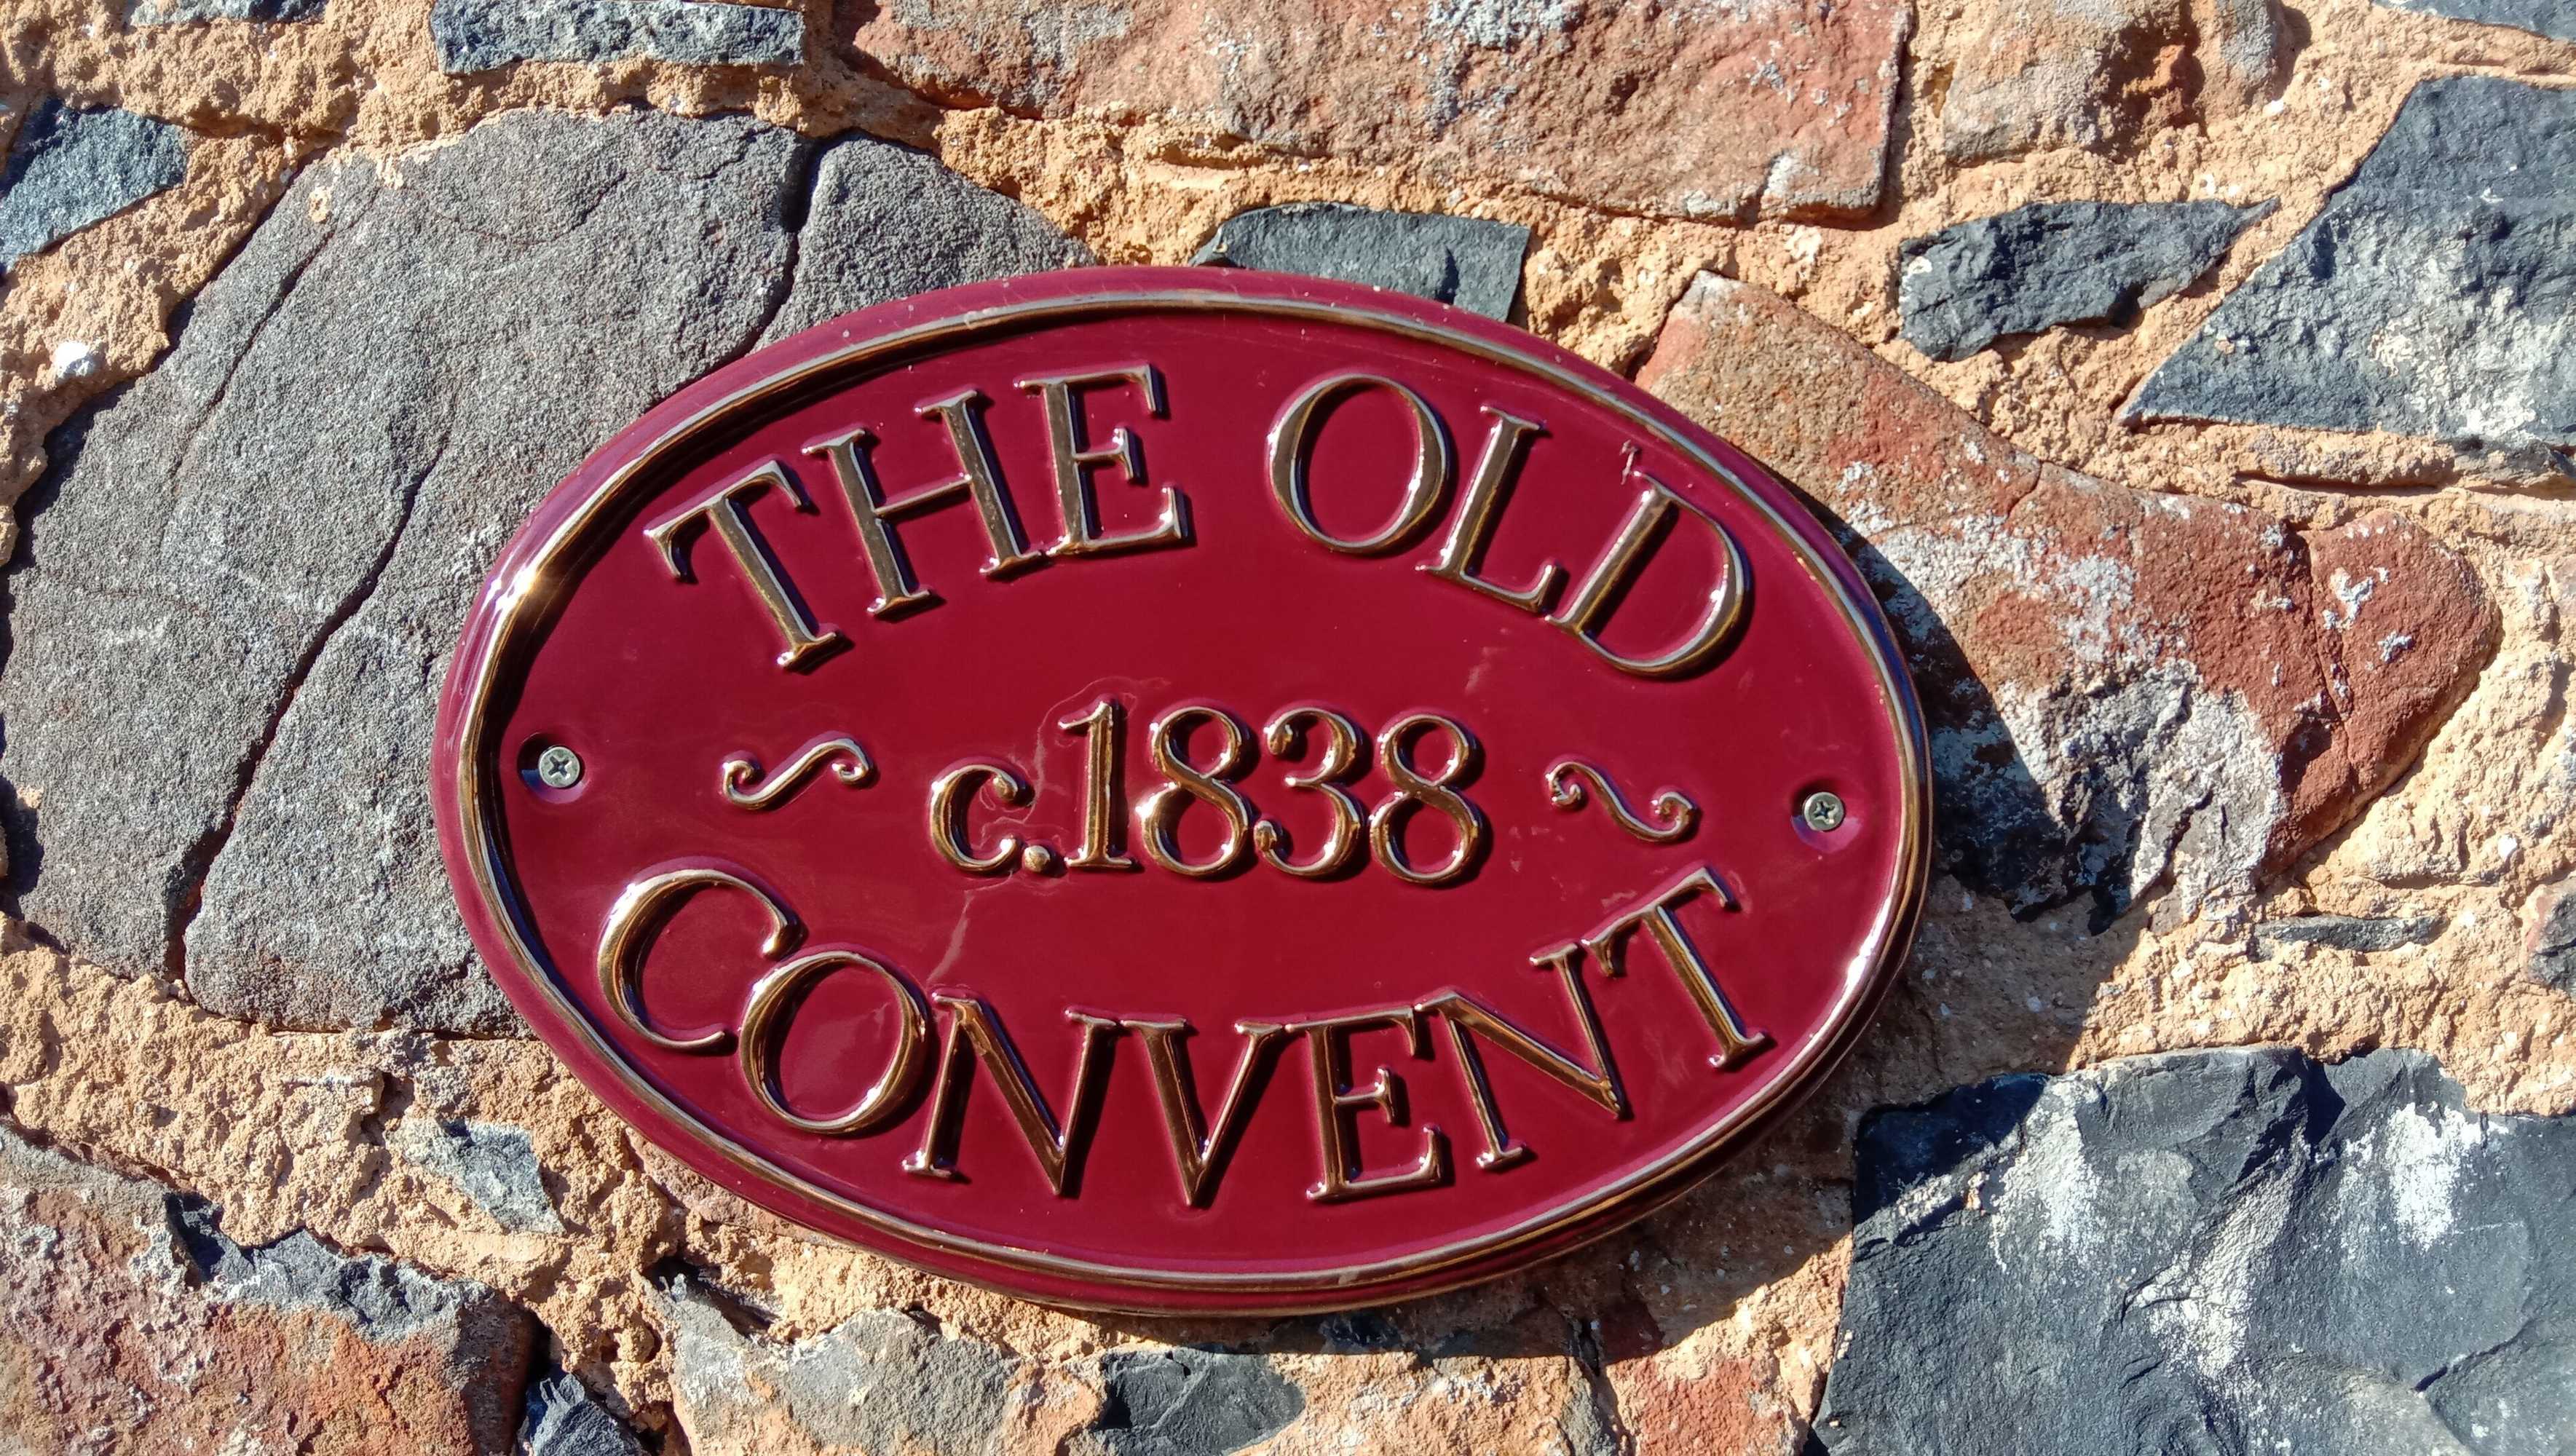 THE OLD
c.1838
CONVENT